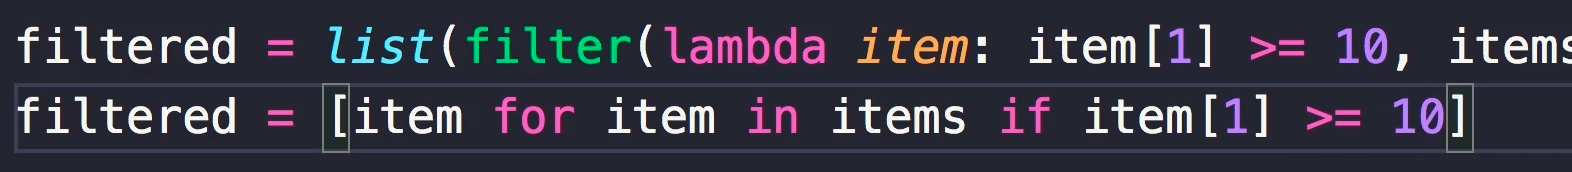 filtered = list(filter(lambda item: item[1] >= 10, items
filtered = [item for item in items if item[1] >= 10]